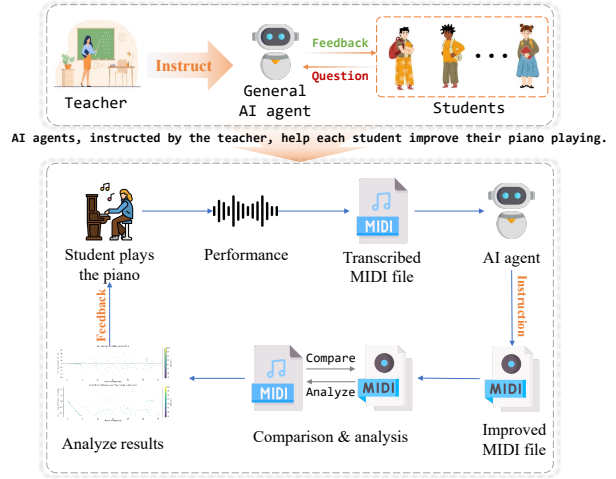 Instruct
Feedback
Question
Teacher
General
AI agent
Students
AI agents, instructed by the teacher, help each student improve their piano playing.
MIDI
Student plays
the piano
Performance
Transcribed
MIDI file
AI agent
Feedback
Instruction
Compare
Analyze
MIDI
MIDI
MIDI
Analyze results
Comparison & analysis
Improved
MIDI file